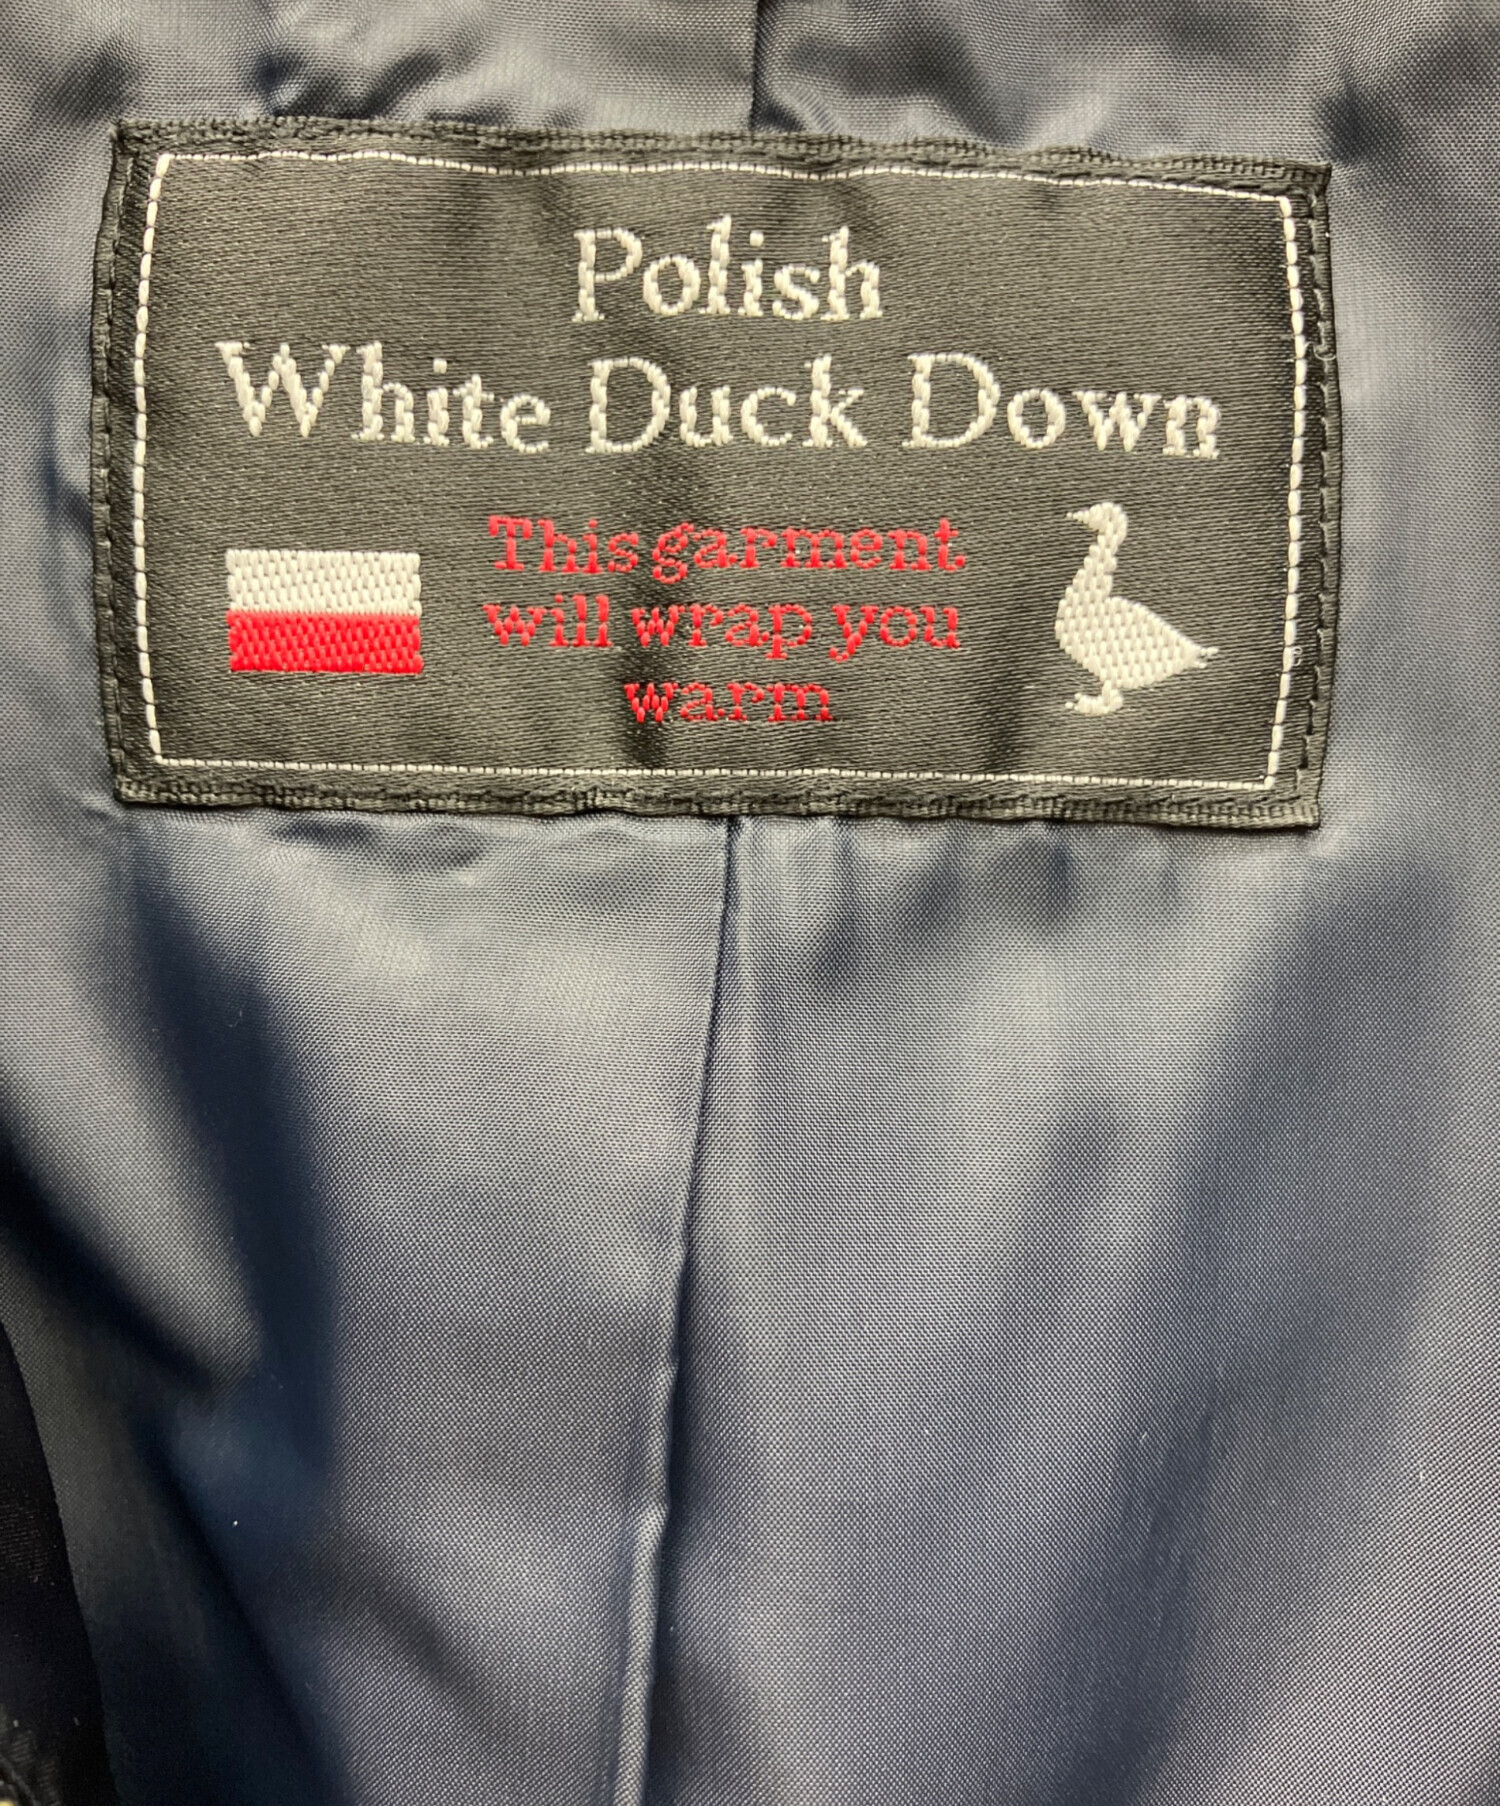 Polish
White Duck Down
This garment
will wrap you
warm